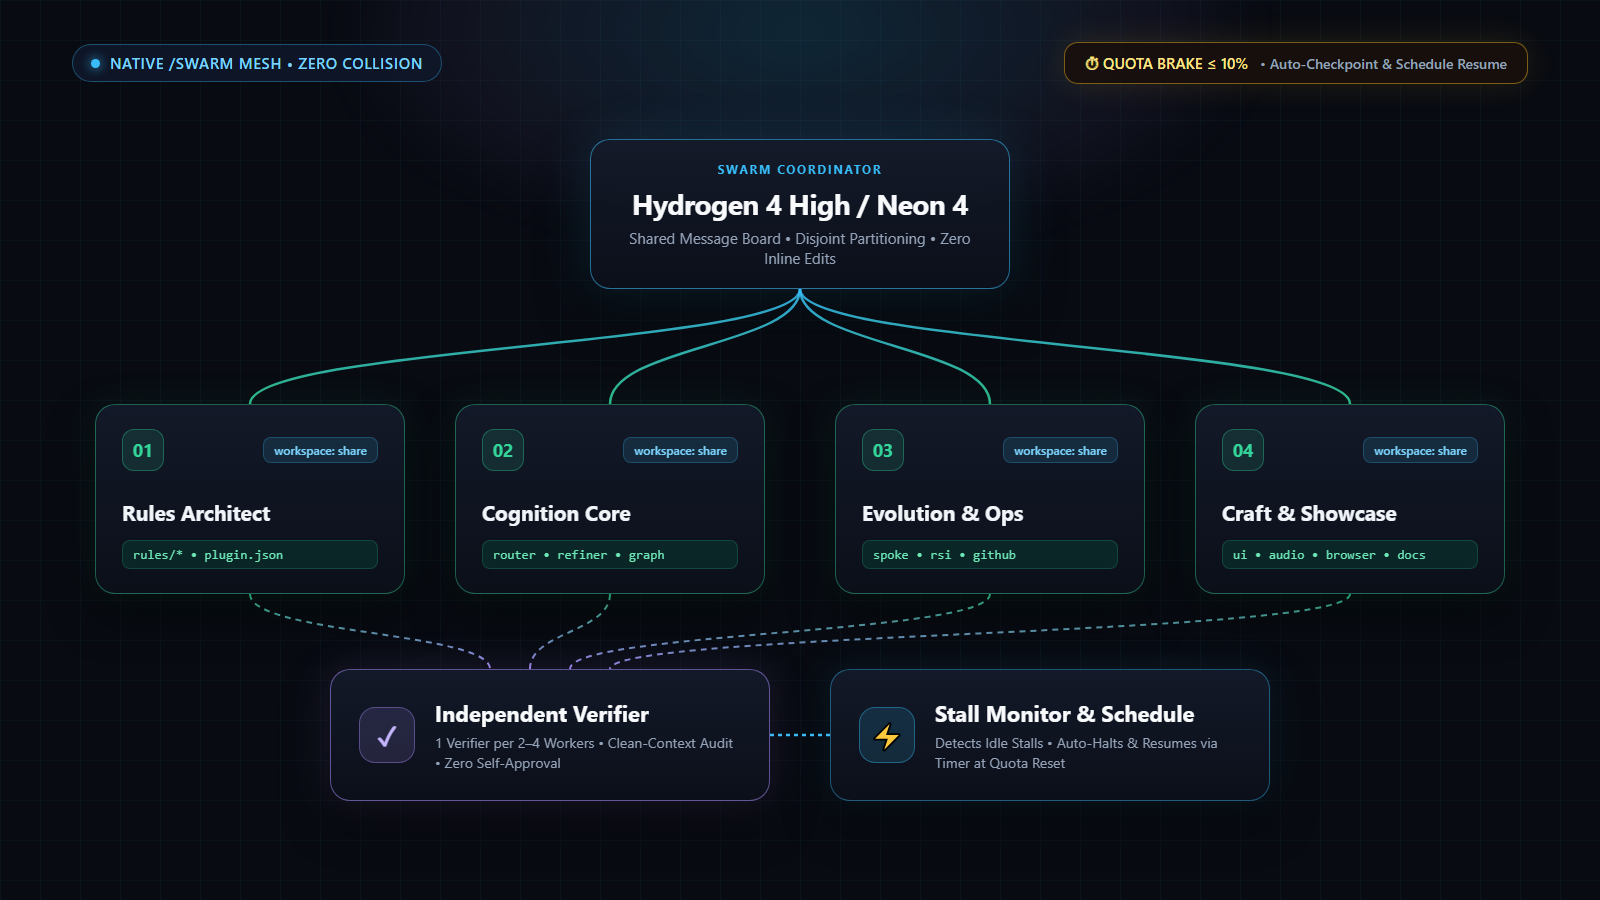 NATIVE /SWARM MESH • ZERO COLLISION
⏱ QUOTA BRAKE ≤ 10% • Auto-Checkpoint & Schedule Resume
SWARM COORDINATOR
Hydrogen 4 High / Neon 4
Shared Message Board • Disjoint Partitioning • Zero
Inline Edits
01
workspace: share
Rules Architect
rules/* • plugin.json
02
workspace: share
Cognition Core
router • refiner • graph
03
workspace: share
Evolution & Ops
spoke • rsi • github
04
workspace: share
Craft & Showcase
ui • audio • browser • docs
Independent Verifier
1 Verifier per 2–4 Workers • Clean-Context Audit
• Zero Self-Approval
Stall Monitor & Schedule
Detects Idle Stalls • Auto-Halts & Resumes via
Timer at Quota Reset